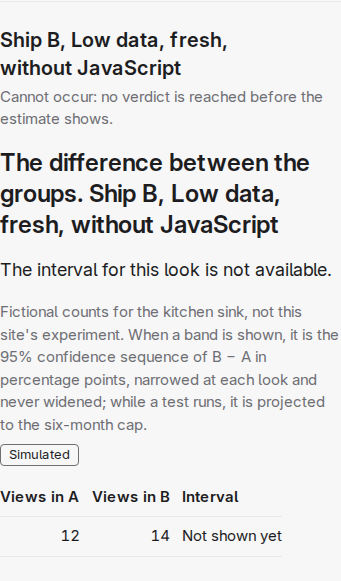 Ship B, Low data, fresh,
without JavaScript
Cannot occur: no verdict is reached before the
estimate shows.
The difference between the
groups. Ship B, Low data,
fresh, without JavaScript
The interval for this look is not available.
Fictional counts for the kitchen sink, not this
site's experiment. When a band is shown, it is the
95% confidence sequence of B − A in
percentage points, narrowed at each look and
never widened; while a test runs, it is projected
to the six-month cap.
Simulated
Views in A Views in B Interval
12 14 Not shown yet